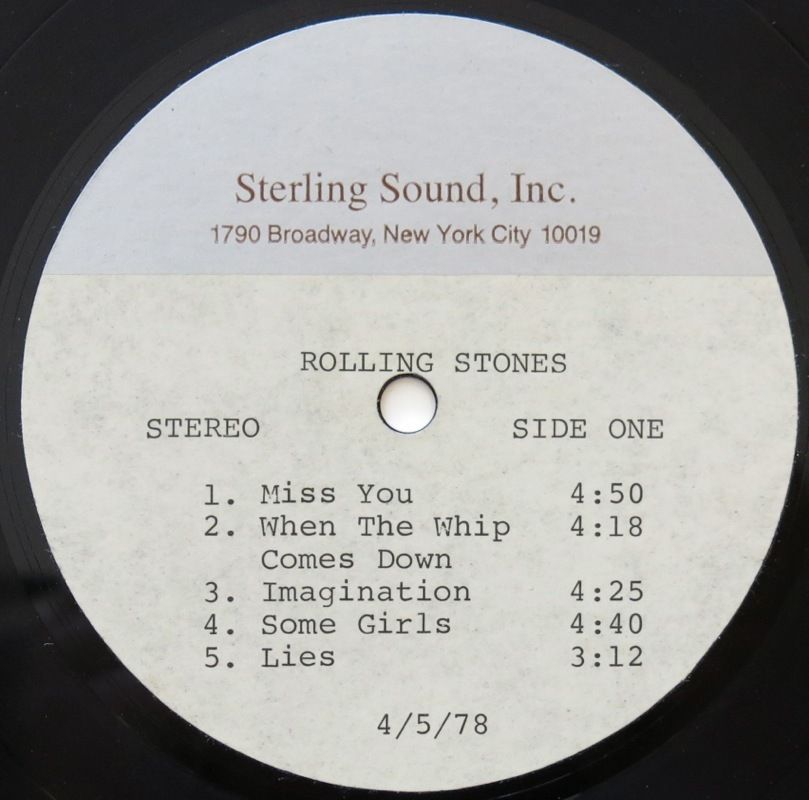 Sterling Sound, Inc.
1790 Broadway, New York City 10019
ROLLING STONES
STEREO SIDE ONE
1. Miss You 4:50
2. When The Whip 4:18
Comes Down
3. Imagination 4:25
4. Some Girls 4:40
5. Lies 3:12
4/5/78